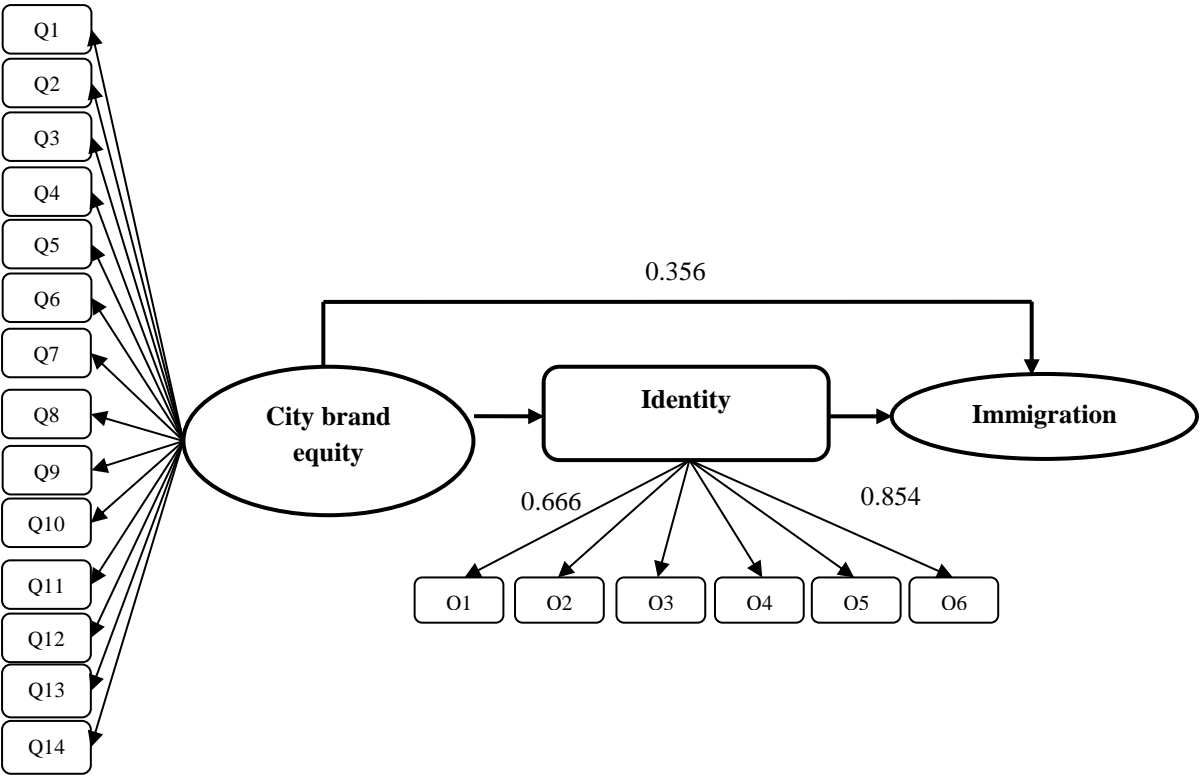 Q1
Q2
Q3
Q4
Q5
Q6
Q7
Q8
Q9
Q10
Q11
Q12
Q13
Q14
0.356
City brand
equity
Identity
Immigration
0.666
0.854
O1
O2
O3
O4
O5
O6